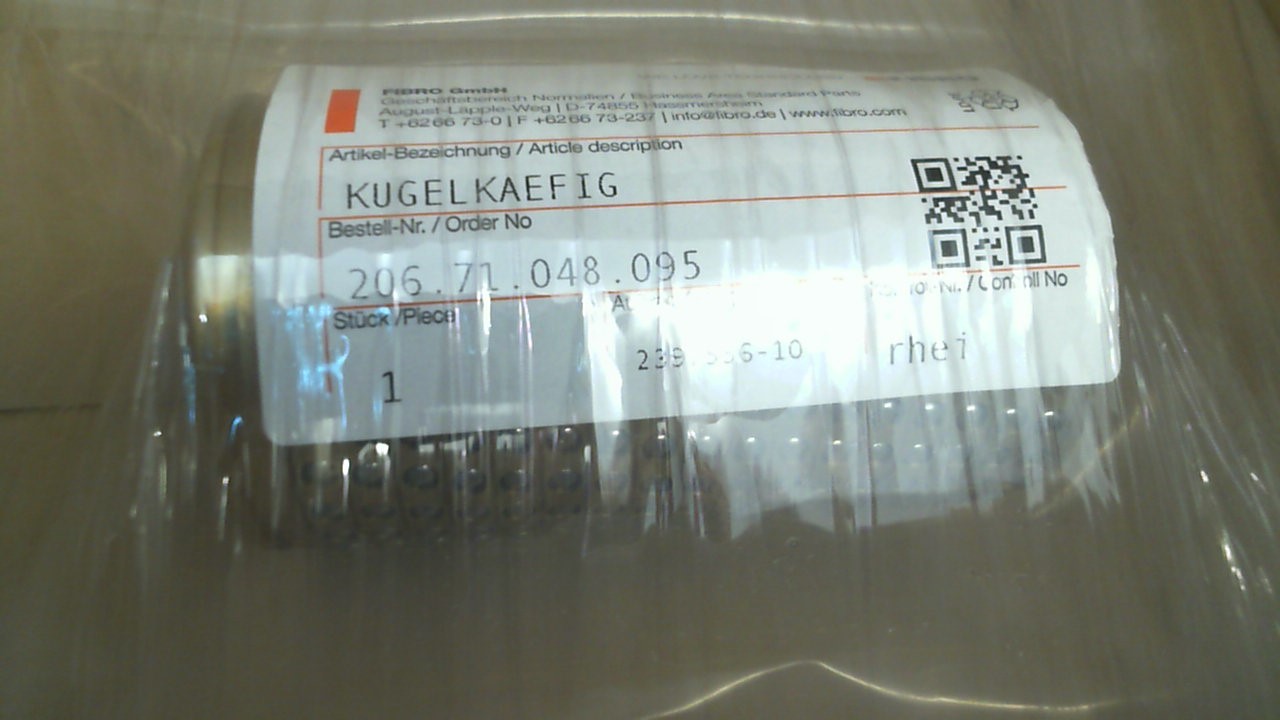 FIBRO GmbH
Geschäftsbereich Normalien / Business Area Standard Parts
August-Läpple-Weg | D-74855 Hassmersheim
T +6266 73-0 | F +6266 73-237 | info@fibro.de | www.fibro.com
Artikel-Bezeichnung / Article description
KUGELKAEFIG
Bestell-Nr. / Order No
206.71.048.095
Stück /Piece
1
rhei